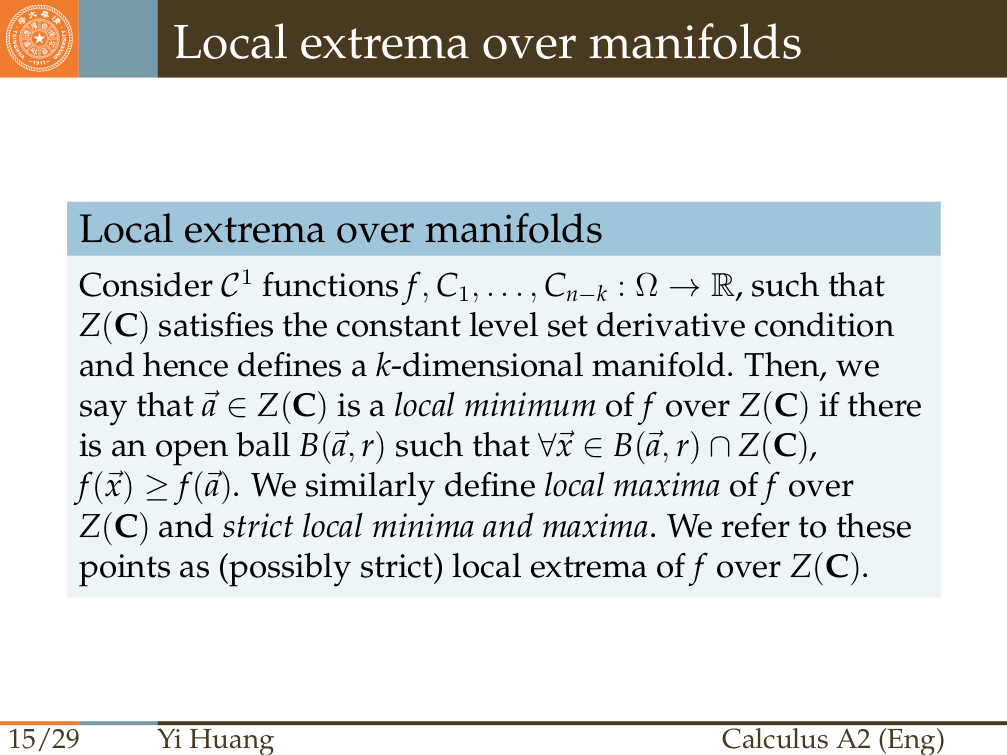 Local extrema over manifolds
Local extrema over manifolds
Consider 𝒞¹ functions f, C₁, . . . , Cₙ₋ₖ : Ω → ℝ, such that
Z(𝐂) satisfies the constant level set derivative condition
and hence defines a k-dimensional manifold. Then, we
say that a⃗ ∈ Z(𝐂) is a local minimum of f over Z(𝐂) if there
is an open ball B(a⃗, r) such that ∀x⃗ ∈ B(a⃗, r) ∩ Z(𝐂),
f(x⃗) ≥ f(a⃗). We similarly define local maxima of f over
Z(𝐂) and strict local minima and maxima. We refer to these
points as (possibly strict) local extrema of f over Z(𝐂).
15/29 Yi Huang Calculus A2 (Eng)